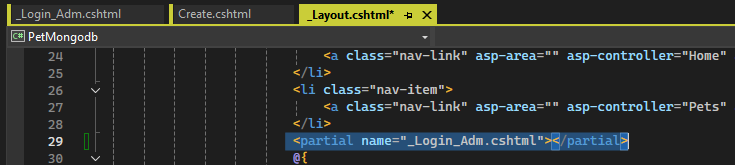 _Login_Adm.cshtml Create.cshtml _Layout.cshtml*
C# PetMongodb
24 <a class="nav-link" asp-area="" asp-controller="Home"
25 </li>
26 <li class="nav-item">
27 <a class="nav-link" asp-area="" asp-controller="Pets"
28 </li>
29 <partial name="_Login_Adm.cshtml"></partial>
30 @{